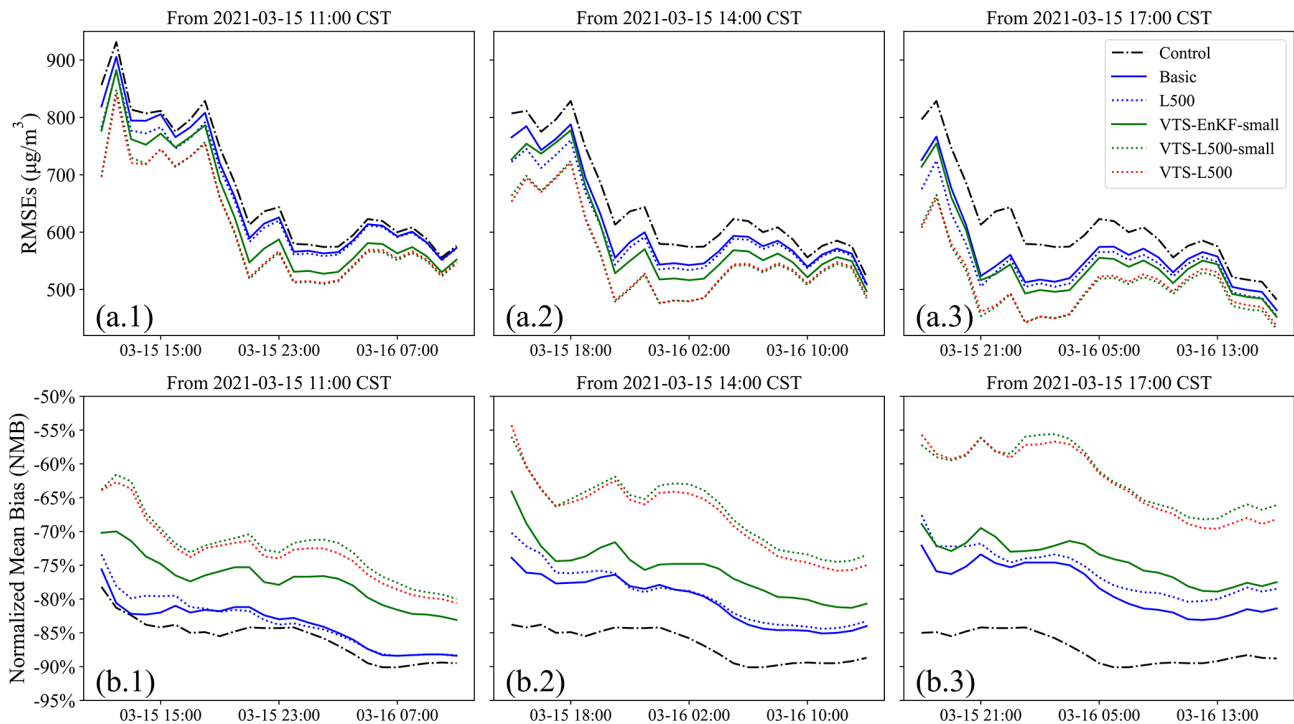 From 2021-03-15 11:00 CST
From 2021-03-15 14:00 CST
From 2021-03-15 17:00 CST
RMSEs (μg/m³)
900
800
700
600
500
Control
Basic
L500
VTS-EnKF-small
VTS-L500-small
VTS-L500
(a.1)
(a.2)
(a.3)
03-15 15:00
03-15 23:00
03-16 07:00
03-15 18:00
03-16 02:00
03-16 10:00
03-15 21:00
03-16 05:00
03-16 13:00
From 2021-03-15 11:00 CST
From 2021-03-15 14:00 CST
From 2021-03-15 17:00 CST
Normalized Mean Bias (NMB)
-50%
-55%
-60%
-65%
-70%
-75%
-80%
-85%
-90%
-95%
(b.1)
(b.2)
(b.3)
03-15 15:00
03-15 23:00
03-16 07:00
03-15 18:00
03-16 02:00
03-16 10:00
03-15 21:00
03-16 05:00
03-16 13:00